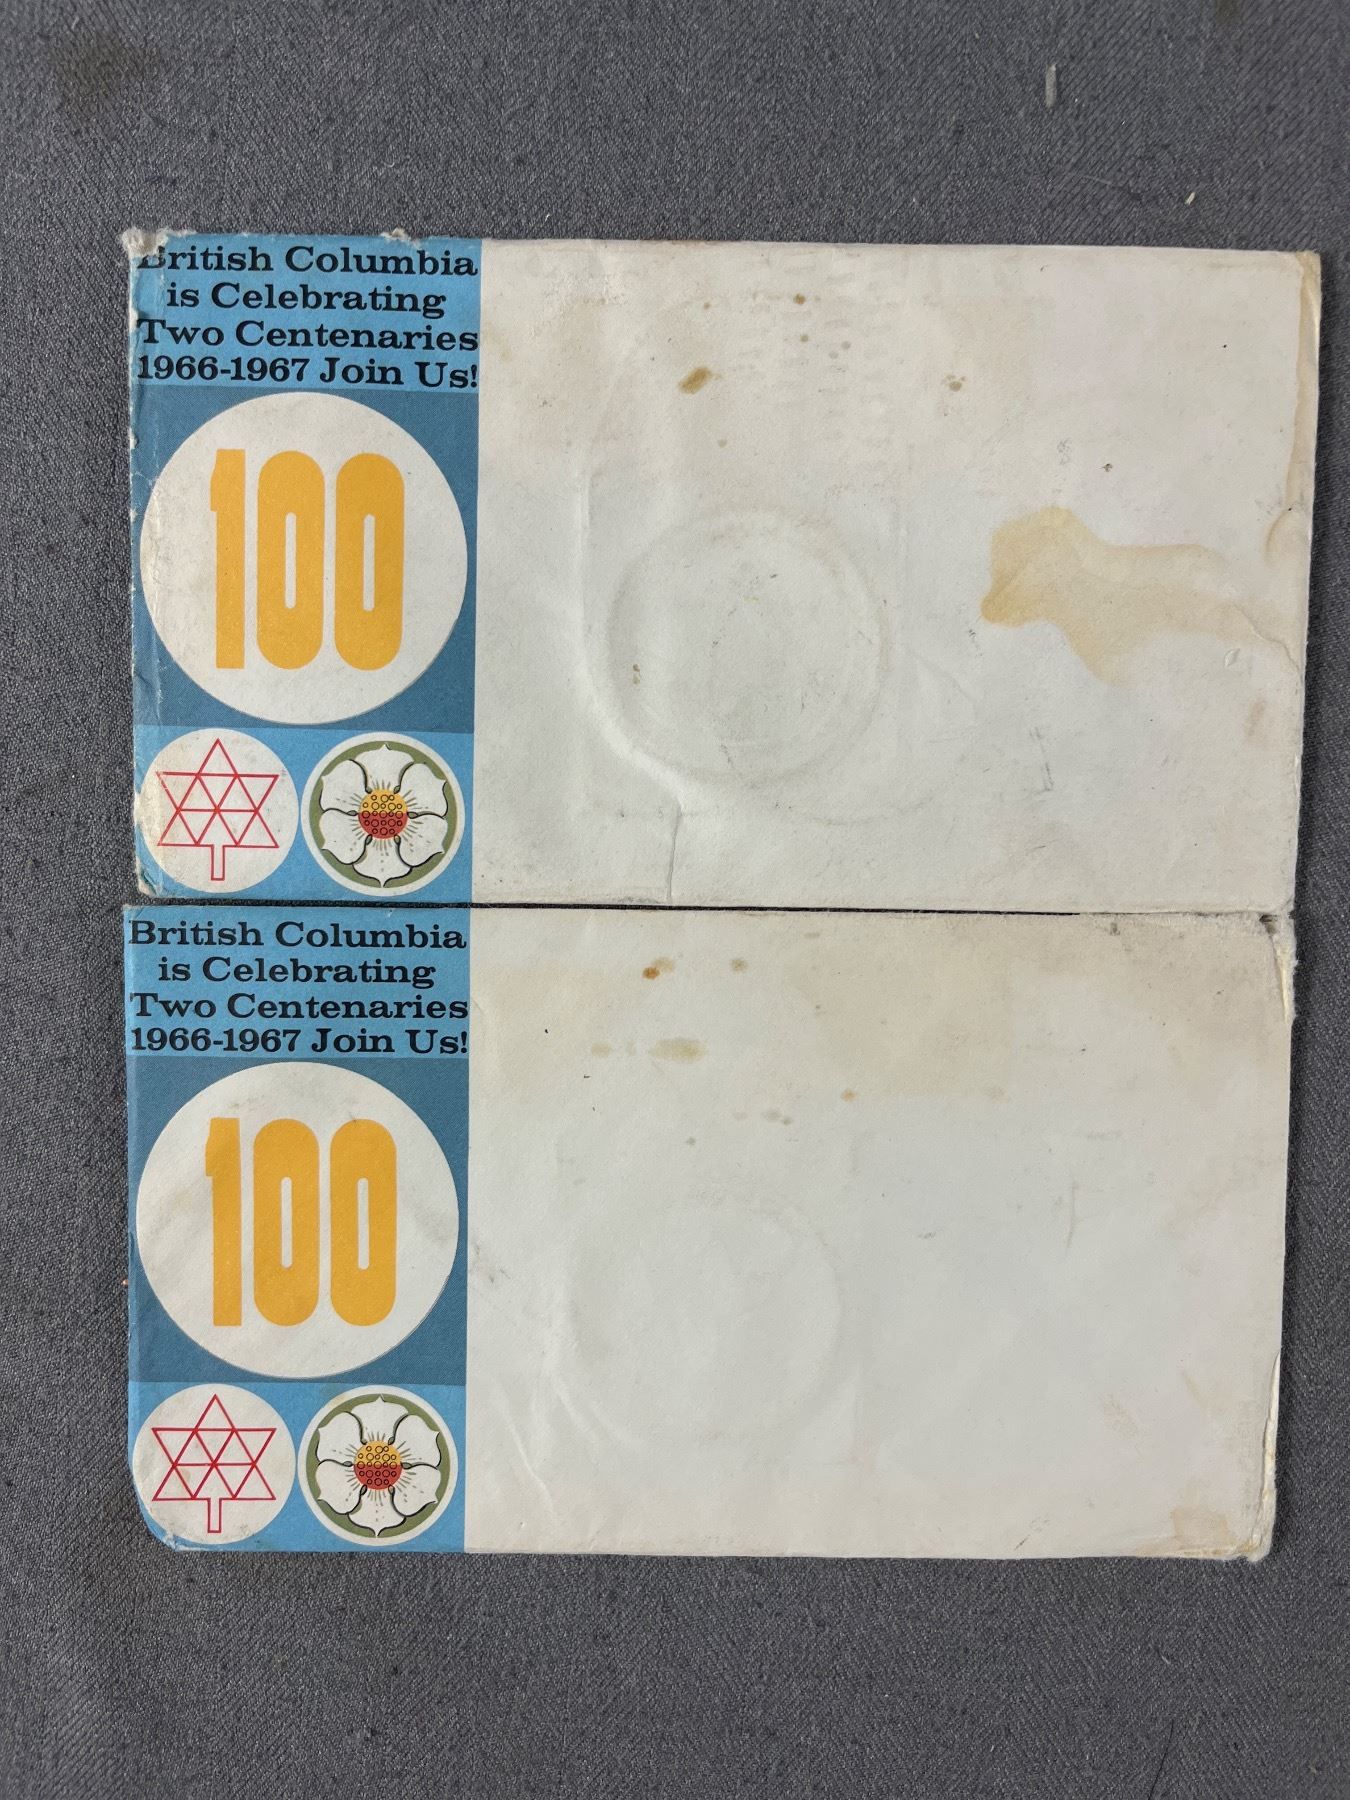 British Columbia
is Celebrating
Two Centenaries
1966-1967 Join Us!
100
British Columbia
is Celebrating
Two Centenaries
1966-1967 Join Us!
100